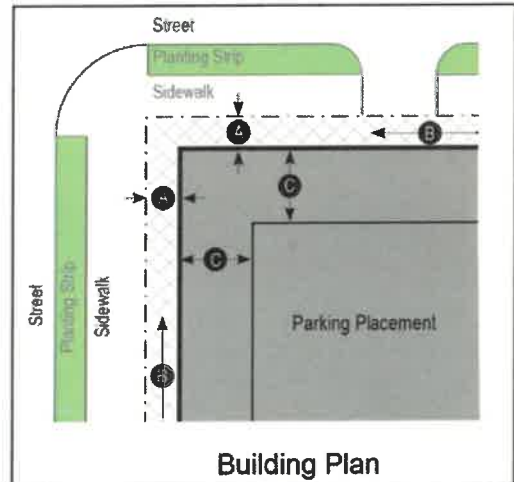 Street
Planting Strip
Sidewalk
A
B
A
C
C
Street
Planting Strip
Sidewalk
Parking Placement
B
Building Plan